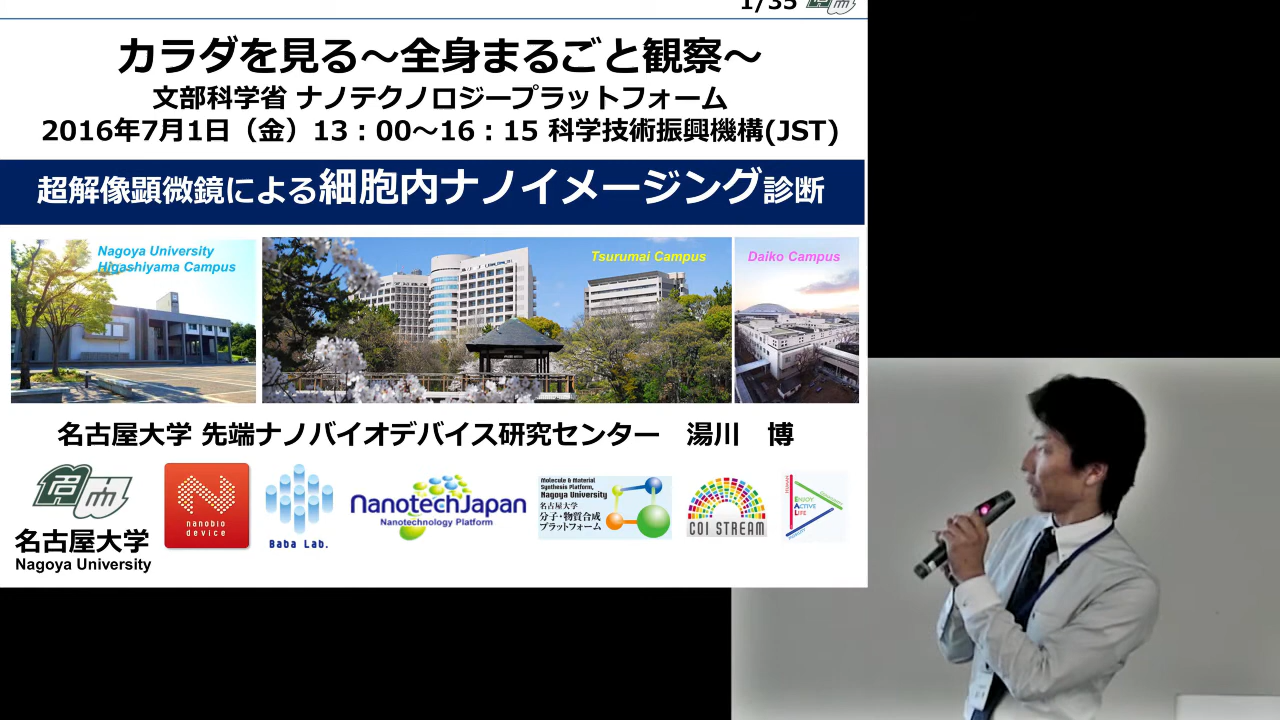 1/35
カラダを見る～全身まるごと観察～
文部科学省 ナノテクノロジープラットフォーム
2016年7月1日（金）13：00～16：15 科学技術振興機構(JST)
超解像顕微鏡による細胞内ナノイメージング診断
Nagoya University
Higashiyama Campus
Tsurumai Campus
Daiko Campus
名古屋大学 先端ナノバイオデバイス研究センター　湯川　博
名古屋大学
Nagoya University
nanobio
device
Baba Lab.
NanotechJapan
Nanotechnology Platform
Molecule & Material
Synthesis Platform,
Nagoya University
名古屋大学
分子・物質合成
プラットフォーム
COI STREAM
ENJOY
ACTIVE
LIFE